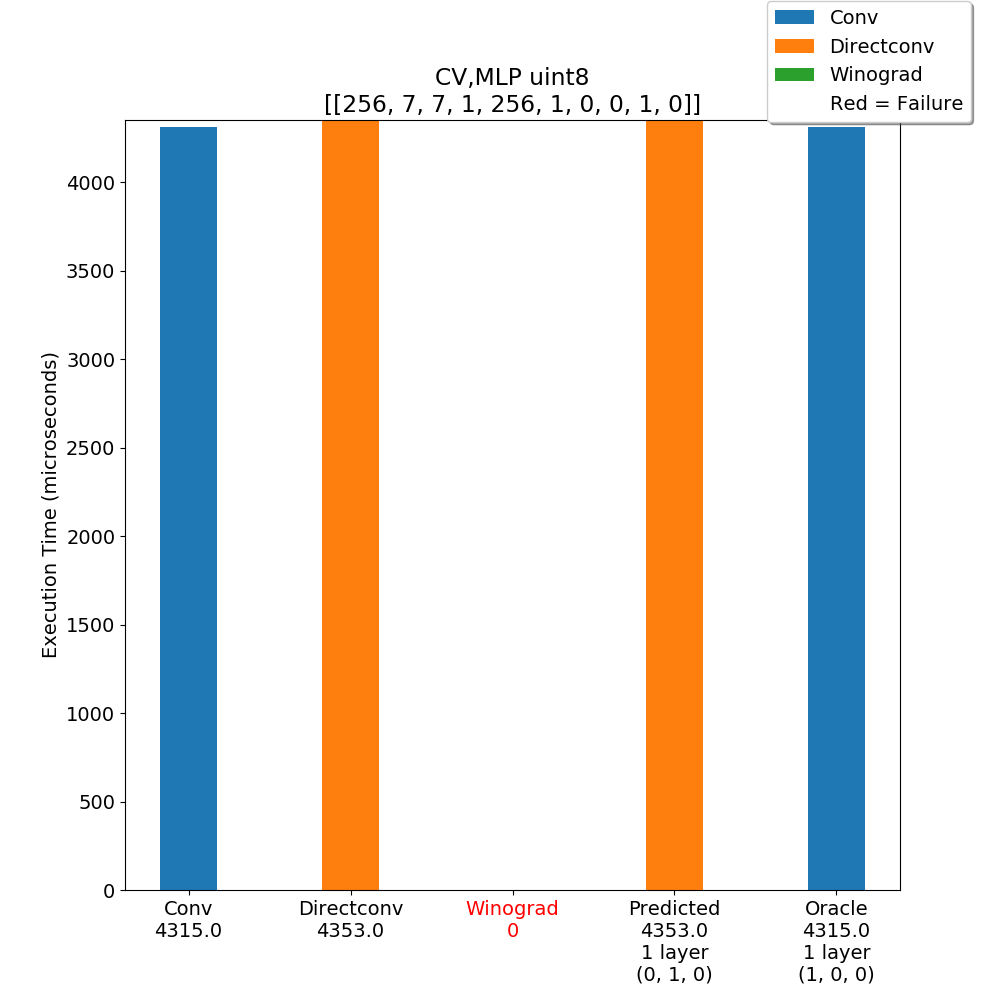 Conv
Directconv
Winograd
Red = Failure
CV,MLP uint8
[[256, 7, 7, 1, 256, 1, 0, 0, 1, 0]]
Execution Time (microseconds)
4000
3500
3000
2500
2000
1500
1000
500
0
Conv
4315.0
Directconv
4353.0
Winograd
0
Predicted
4353.0
1 layer
(0, 1, 0)
Oracle
4315.0
1 layer
(1, 0, 0)